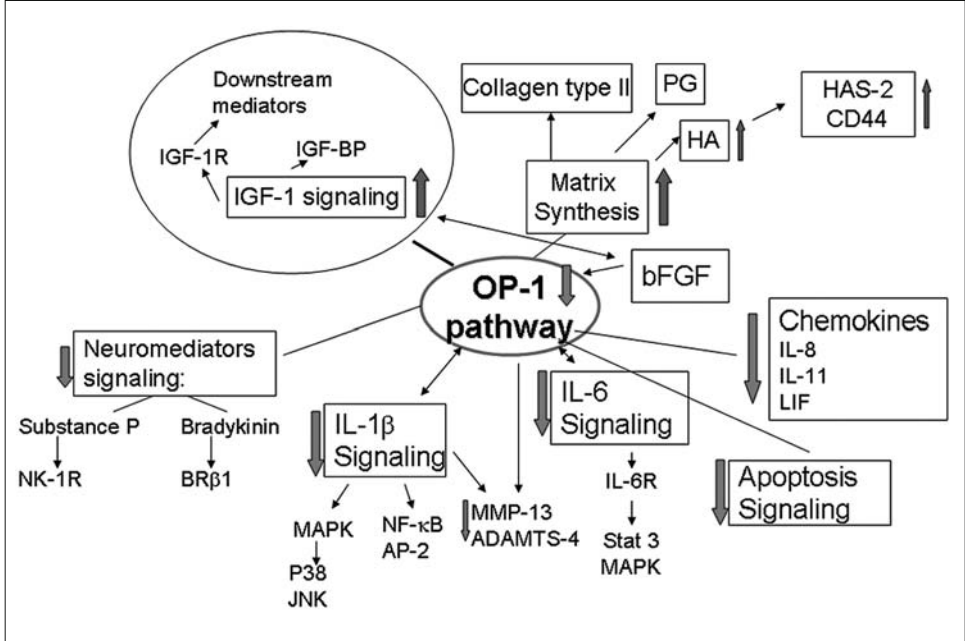 Downstream
mediators
IGF-1R
IGF-BP
IGF-1 signaling
Collagen type II
PG
HA
HAS-2
CD44
Matrix
Synthesis
bFGF
OP-1
pathway
Neuromediators
signaling:
Substance P
Bradykinin
NK-1R
BRβ1
IL-1β
Signaling
MAPK
P38
JNK
NF-κB
AP-2
MMP-13
ADAMTS-4
IL-6
Signaling
IL-6R
Stat 3
MAPK
Chemokines
IL-8
IL-11
LIF
Apoptosis
Signaling